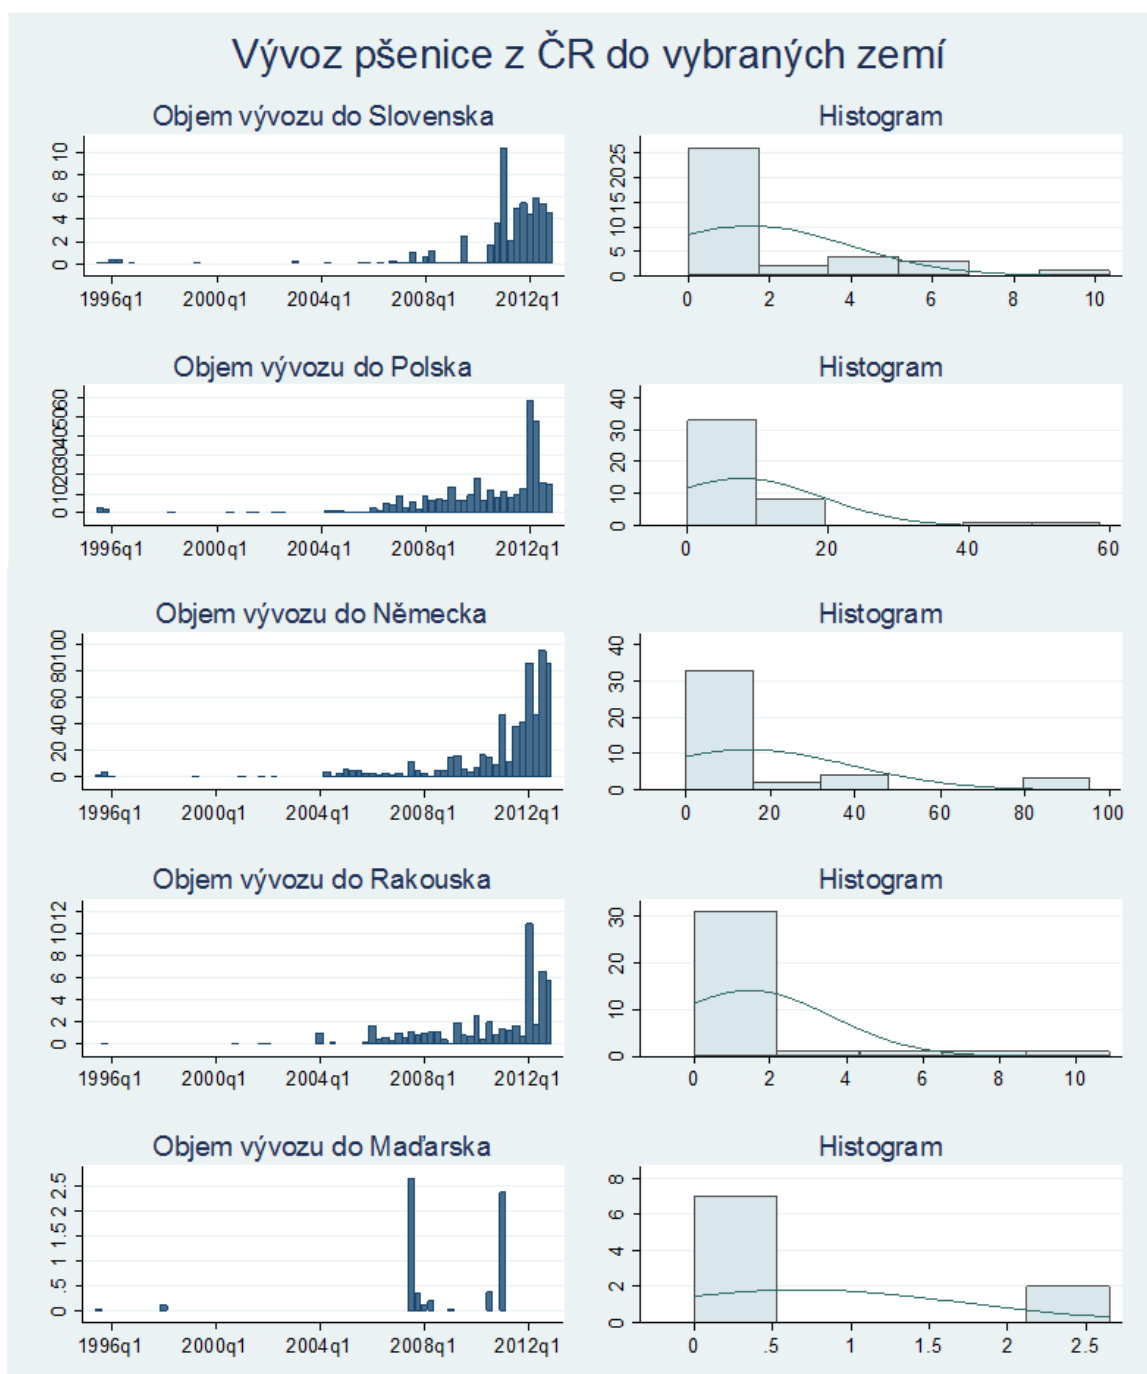 Vývoz pšenice z ČR do vybraných zemí
Objem vývozu do Slovenska
0 2 4 6 8 10
1996q1 2000q1 2004q1 2008q1 2012q1
Histogram
0 5 10 15 20 25
0 2 4 6 8 10
Objem vývozu do Polska
0 10 20 30 40 50 60
1996q1 2000q1 2004q1 2008q1 2012q1
Histogram
0 10 20 30 40
0 20 40 60
Objem vývozu do Německa
0 20 40 60 80 100
1996q1 2000q1 2004q1 2008q1 2012q1
Histogram
0 10 20 30 40
0 20 40 60 80 100
Objem vývozu do Rakouska
0 2 4 6 8 10 12
1996q1 2000q1 2004q1 2008q1 2012q1
Histogram
0 10 20 30
0 2 4 6 8 10
Objem vývozu do Maďarska
0 .5 1 1.5 2 2.5
1996q1 2000q1 2004q1 2008q1 2012q1
Histogram
0 2 4 6 8
0 .5 1 1.5 2 2.5